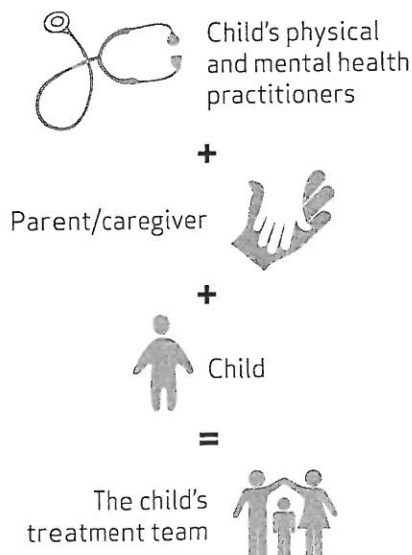 Child's physical
and mental health
practitioners
+
Parent/caregiver
+
Child
=
The child's
treatment team